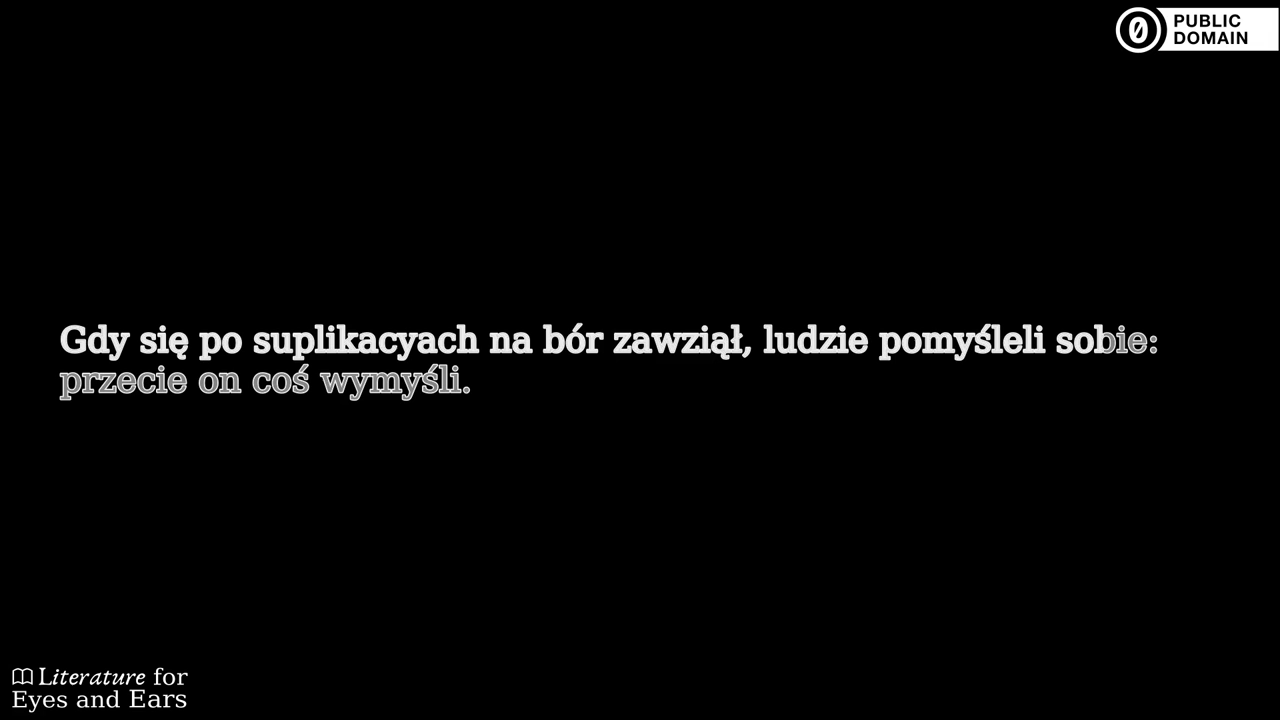 PUBLIC
DOMAIN
Gdy się po suplikacyach na bór zawziął, ludzie pomyśleli sobie:
przecie on coś wymyśli.
Literature for
Eyes and Ears